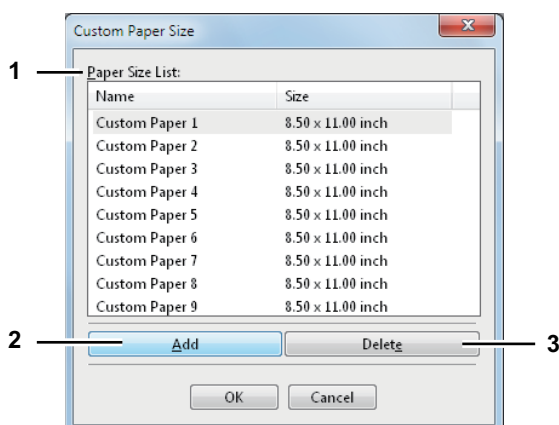 Custom Paper Size
1
Paper Size List:
Name Size
Custom Paper 1 8.50 x 11.00 inch
Custom Paper 2 8.50 x 11.00 inch
Custom Paper 3 8.50 x 11.00 inch
Custom Paper 4 8.50 x 11.00 inch
Custom Paper 5 8.50 x 11.00 inch
Custom Paper 6 8.50 x 11.00 inch
Custom Paper 7 8.50 x 11.00 inch
Custom Paper 8 8.50 x 11.00 inch
Custom Paper 9 8.50 x 11.00 inch
2 Add Delete 3
OK Cancel